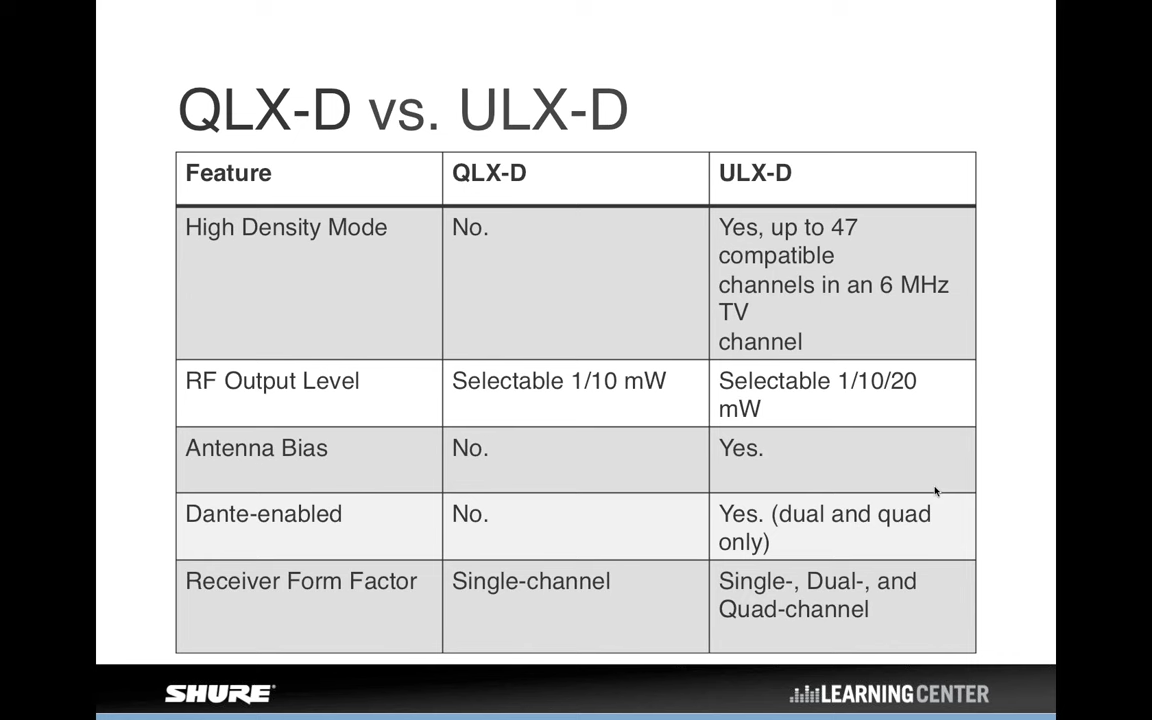 QLX-D vs. ULX-D
Feature
QLX-D
ULX-D
High Density Mode
No.
Yes, up to 47
compatible
channels in an 6 MHz
TV
channel
RF Output Level
Selectable 1/10 mW
Selectable 1/10/20
mW
Antenna Bias
No.
Yes.
Dante-enabled
No.
Yes. (dual and quad
only)
Receiver Form Factor
Single-channel
Single-, Dual-, and
Quad-channel
SHURE
LEARNING CENTER